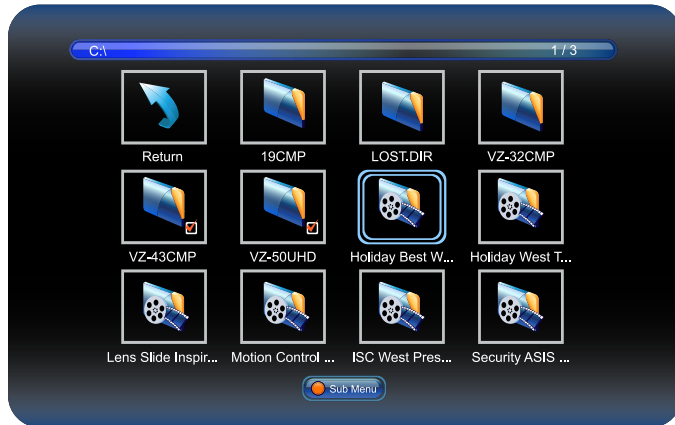 C:\ 1 / 3
Return 19CMP LOST.DIR VZ-32CMP
VZ-43CMP VZ-50UHD Holiday Best W... Holiday West T...
Lens Slide Inspir... Motion Control ... ISC West Pres... Security ASIS ...
Sub Menu